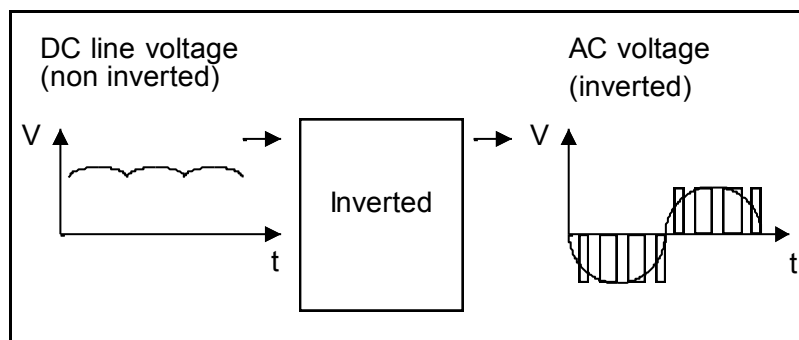 DC line voltage
(non inverted)
AC voltage
(inverted)
V
V
Inverted
t
t